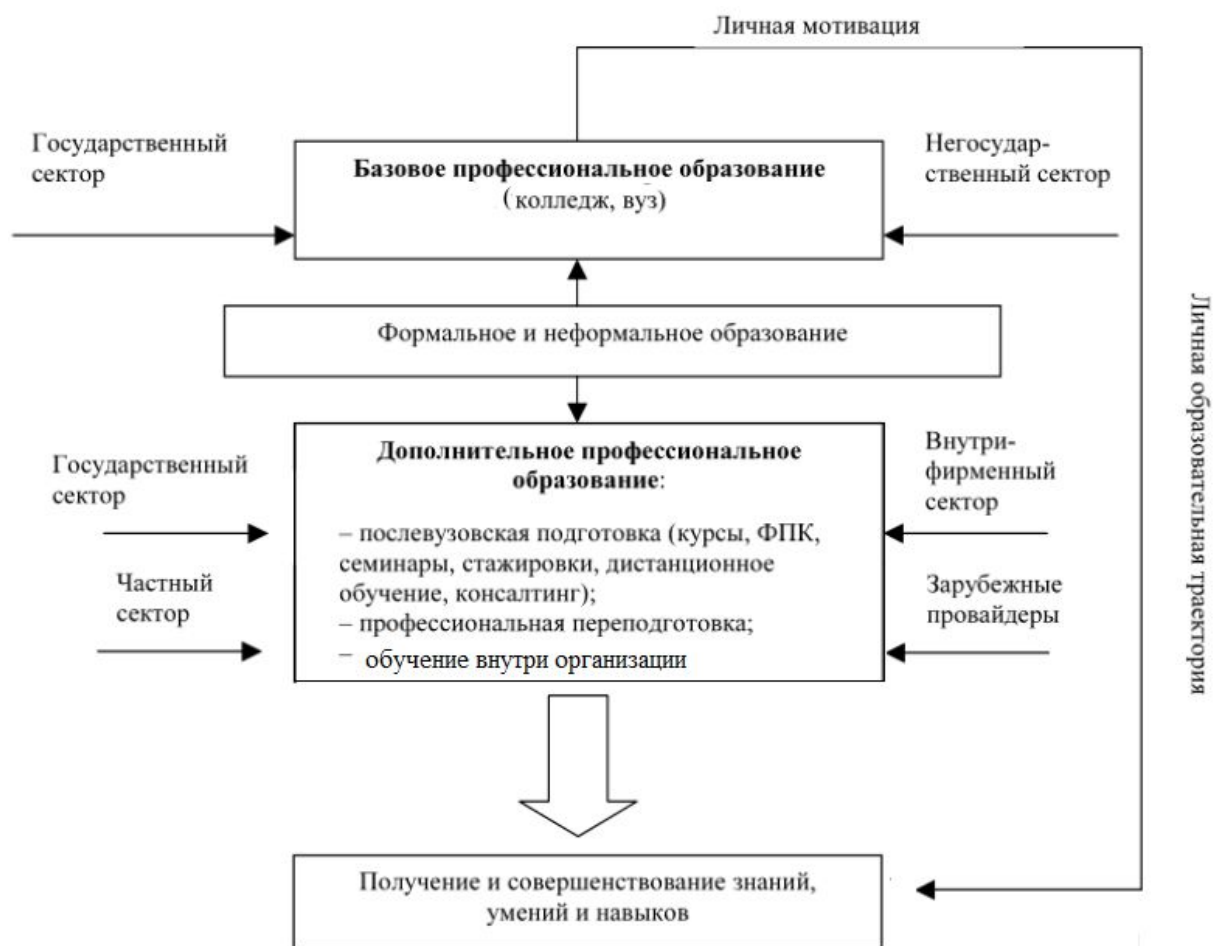 Личная мотивация
Государственный
сектор
Базовое профессиональное образование
(колледж, вуз)
Негосудар-
ственный сектор
Формальное и неформальное образование
Личная образовательная траектория
Государственный
сектор
Частный
сектор
Дополнительное профессиональное
образование:
– послевузовская подготовка (курсы, ФПК,
семинары, стажировки, дистанционное
обучение, консалтинг);
– профессиональная переподготовка;
– обучение внутри организации
Внутри-
фирменный
сектор
Зарубежные
провайдеры
Получение и совершенствование знаний,
умений и навыков